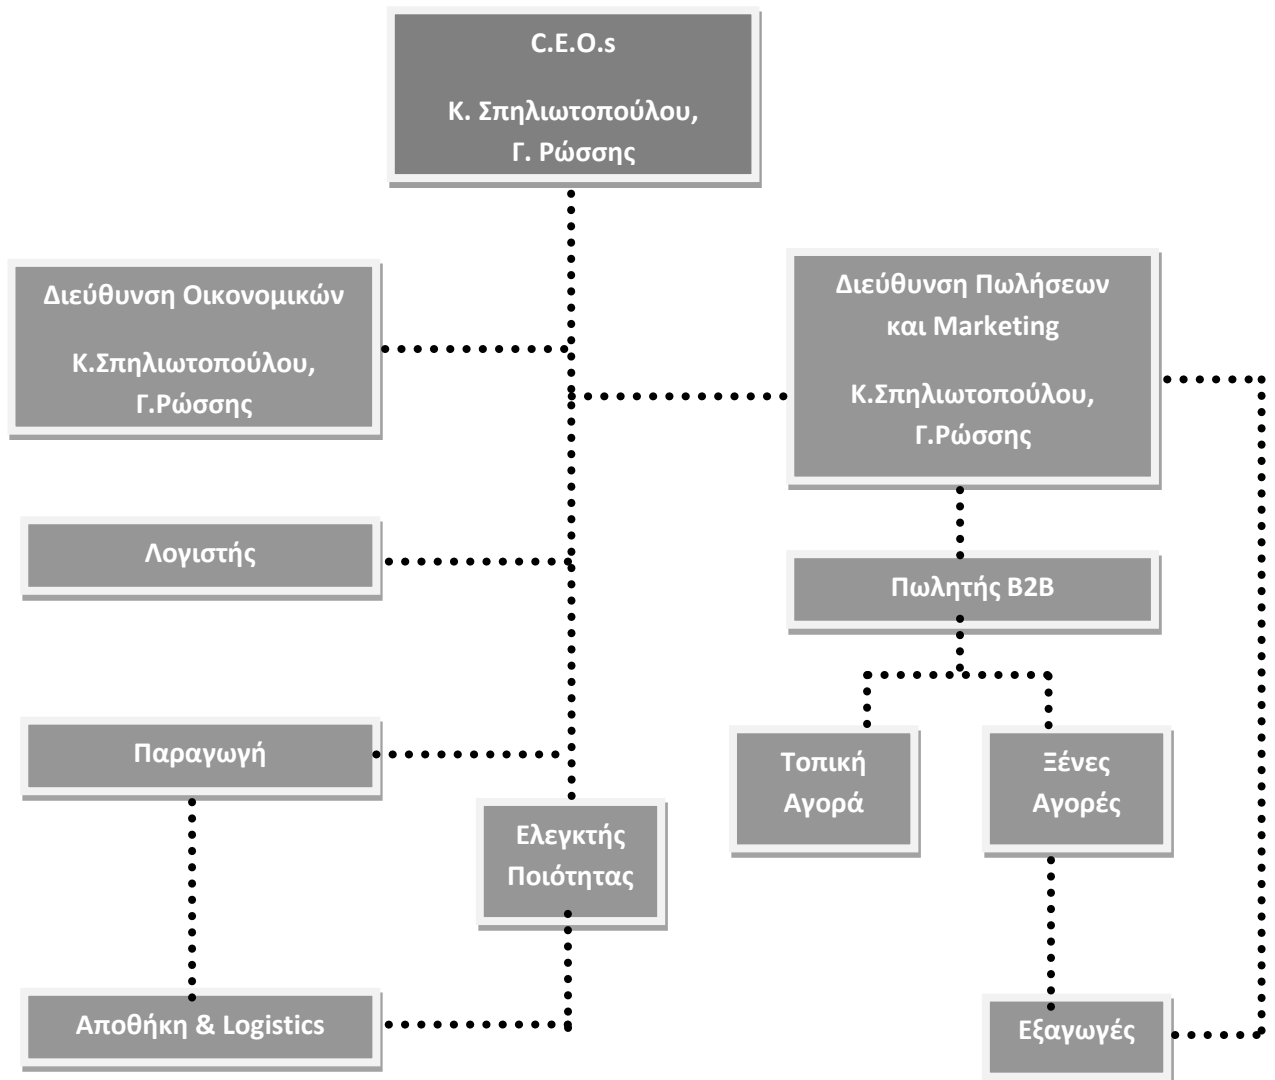 C.E.O.s
Κ. Σπηλιωτοπούλου,
Γ. Ρώσσης
Διεύθυνση Οικονομικών
Κ.Σπηλιωτοπούλου,
Γ.Ρώσσης
Διεύθυνση Πωλήσεων
και Marketing
Κ.Σπηλιωτοπούλου,
Γ.Ρώσσης
Λογιστής
Πωλητής B2B
Παραγωγή
Τοπική
Αγορά
Ξένες
Αγορές
Ελεγκτής
Ποιότητας
Αποθήκη & Logistics
Εξαγωγές